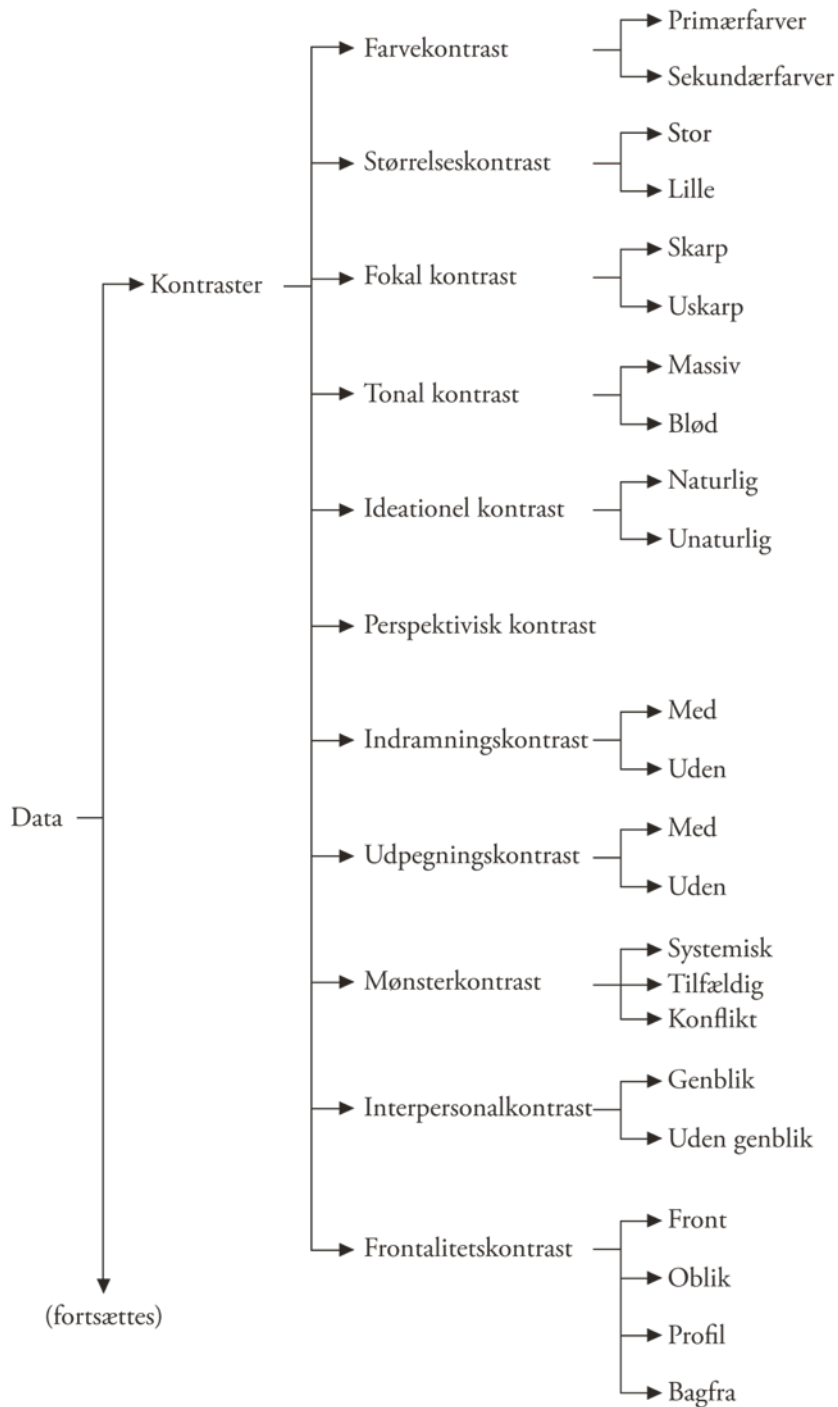 Data
(fortsættes)
Kontraster
Farvekontrast
Primærfarver
Sekundærfarver
Størrelseskontrast
Stor
Lille
Fokal kontrast
Skarp
Uskarp
Tonal kontrast
Massiv
Blød
Ideationel kontrast
Naturlig
Unaturlig
Perspektivisk kontrast
Indramningskontrast
Med
Uden
Udpegningskontrast
Med
Uden
Mønsterkontrast
Systemisk
Tilfældig
Konflikt
Interpersonalkontrast
Genblik
Uden genblik
Frontalitetskontrast
Front
Oblik
Profil
Bagfra